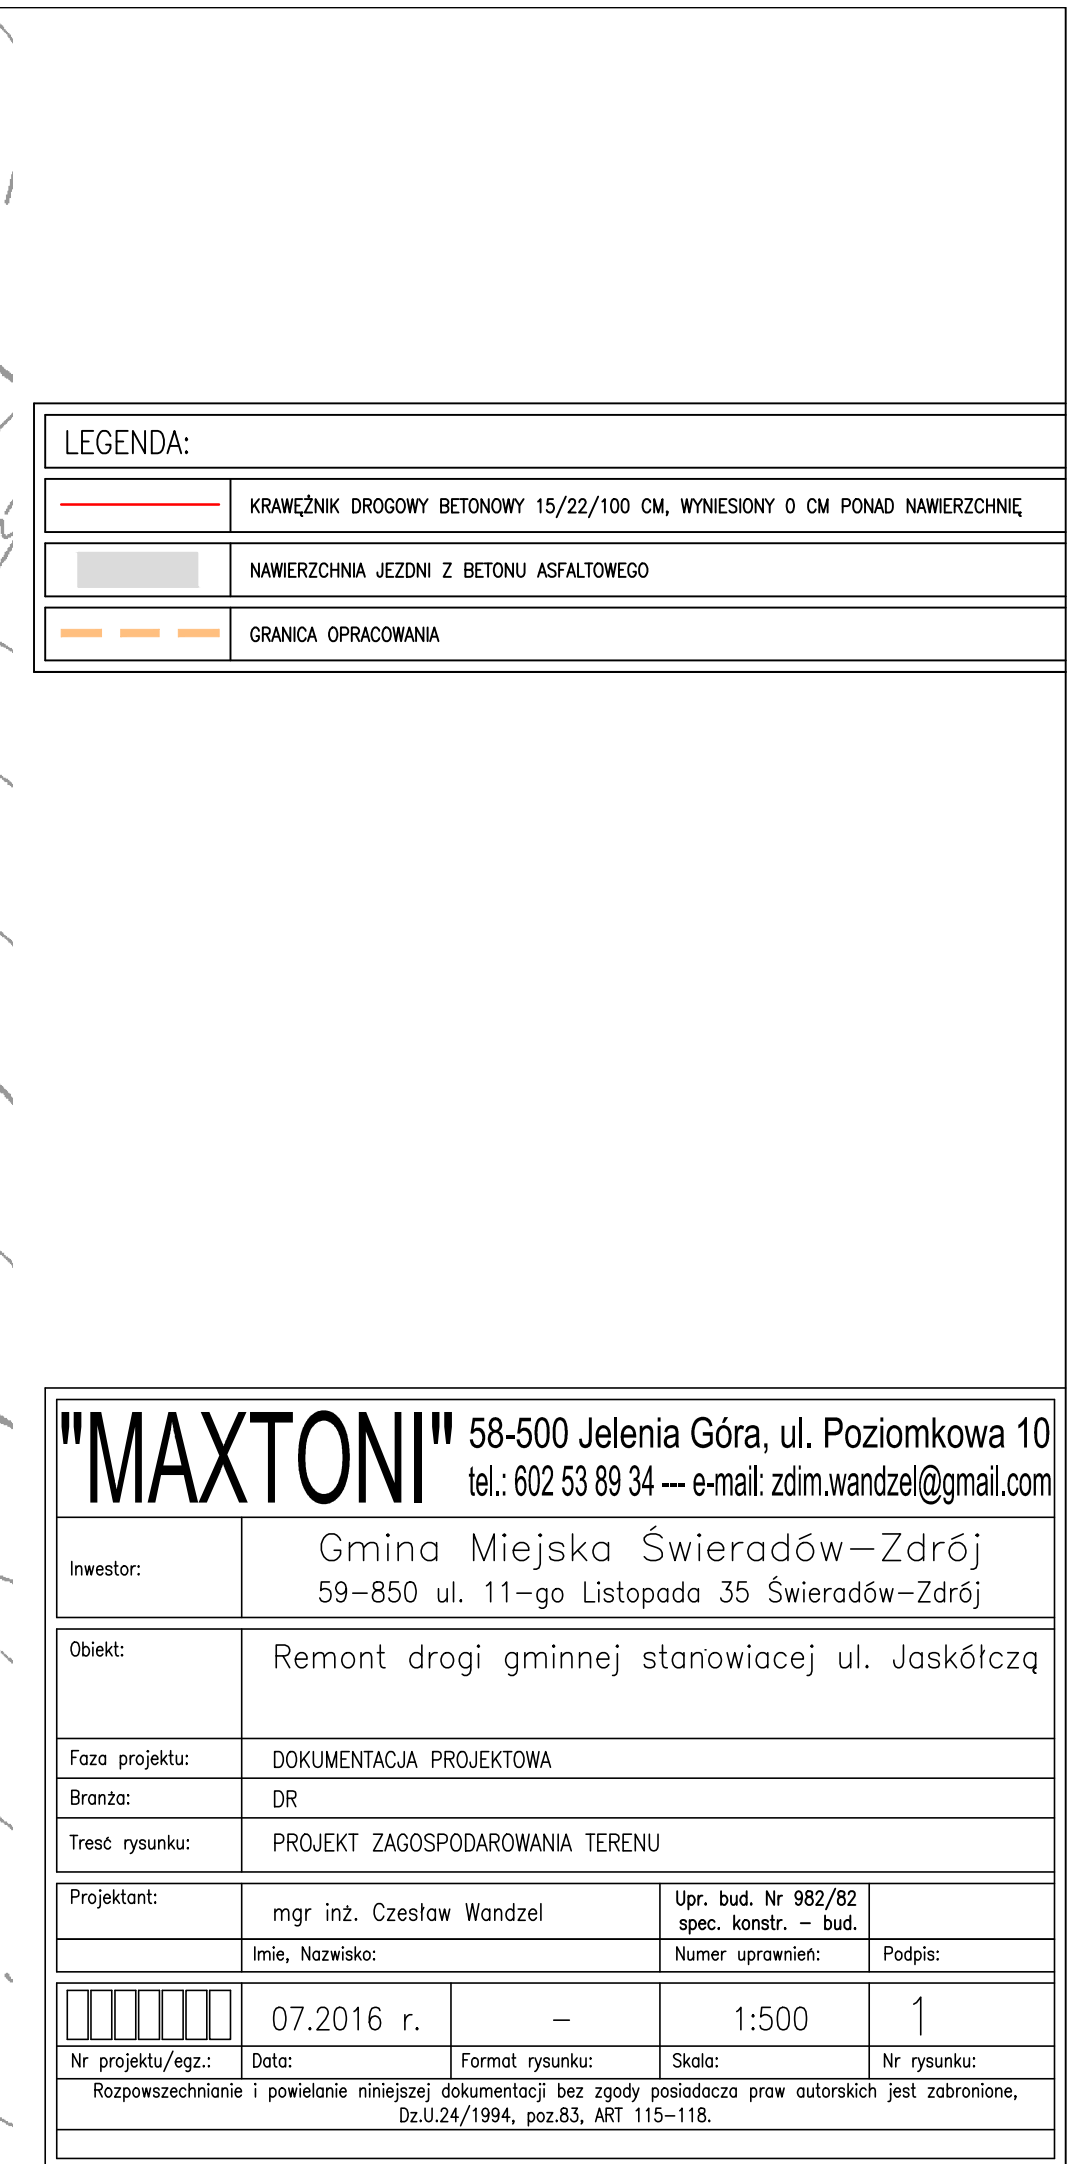 LEGENDA:
KRAWĘŻNIK DROGOWY BETONOWY 15/22/100 CM, WYNIESIONY 0 CM PONAD NAWIERZCHNIĘ
NAWIERZCHNIA JEZDNI Z BETONU ASFALTOWEGO
GRANICA OPRACOWANIA
"MAXTONI" 58-500 Jelenia Góra, ul. Poziomkowa 10
tel.: 602 53 89 34 --- e-mail: zdim.wandzel@gmail.com
Inwestor: Gmina Miejska Świeradów-Zdrój
59-850 ul. 11-go Listopada 35 Świeradów-Zdrój
Obiekt: Remont drogi gminnej stanowiacej ul. Jaskółczą
Faza projektu: DOKUMENTACJA PROJEKTOWA
Branża: DR
Tresć rysunku: PROJEKT ZAGOSPODAROWANIA TERENU
Projektant: mgr inż. Czesław Wandzel Upr. bud. Nr 982/82
spec. konstr. - bud.
Imie, Nazwisko: Numer uprawnień: Podpis:
07.2016 r. - 1:500 1
Nr projektu/egz.: Data: Format rysunku: Skala: Nr rysunku:
Rozpowszechnianie i powielanie niniejszej dokumentacji bez zgody posiadacza praw autorskich jest zabronione,
Dz.U.24/1994, poz.83, ART 115-118.